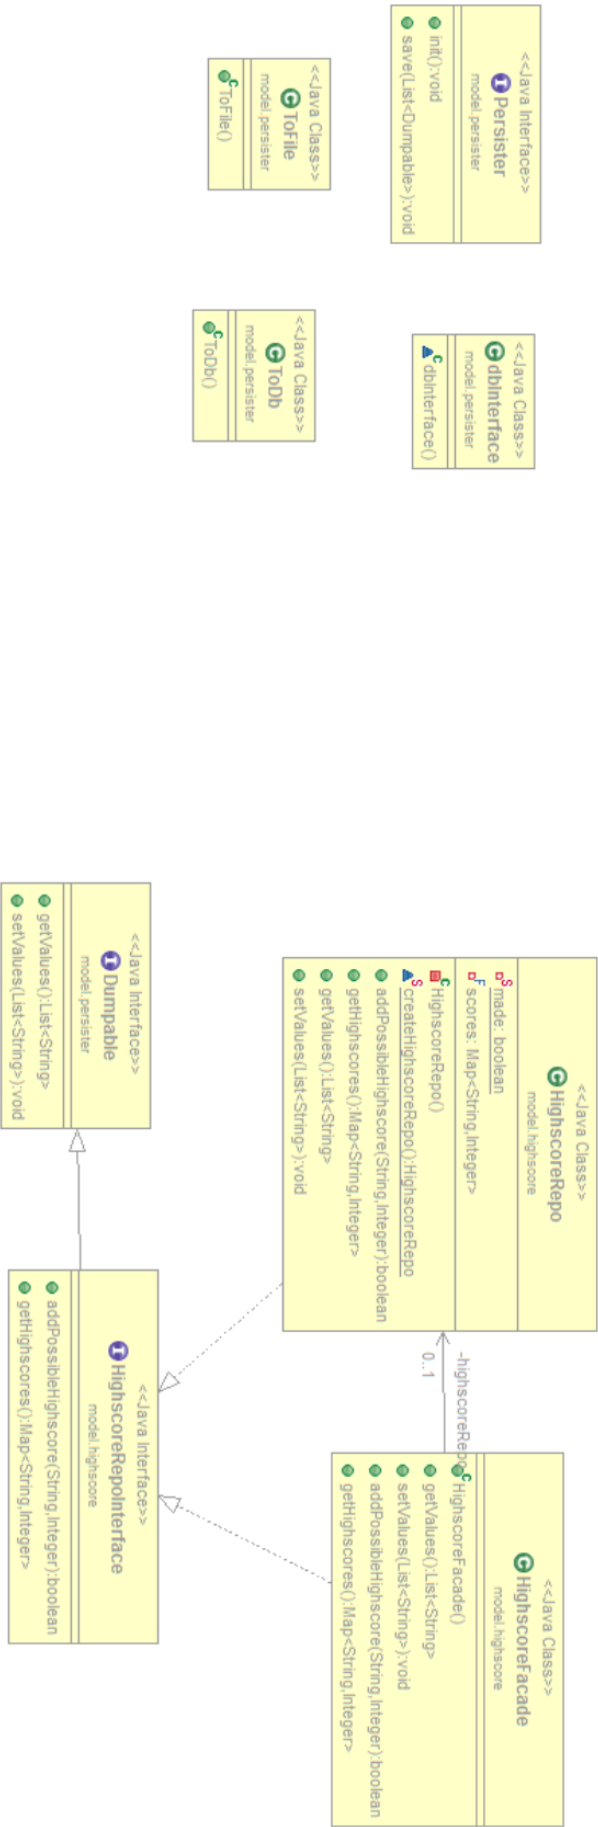 <<Java Interface>>
Persister
model.persister
init():void
save(List<Dumpable>):void
<<Java Class>>
dbInterface
model.persister
dbInterface()
<<Java Class>>
ToFile
model.persister
ToFile()
<<Java Class>>
ToDb
model.persister
ToDb()
<<Java Class>>
HighscoreRepo
model.highscore
made: boolean
scores: Map<String,Integer>
HighscoreRepo()
createHighscoreRepo():HighscoreRepo
addPossibleHighscore(String,Integer):boolean
getHighscores():Map<String,Integer>
getValues():List<String>
setValues(List<String>):void
-highscoreRepo
0..1
<<Java Class>>
HighscoreFacade
model.highscore
HighscoreFacade()
getValues():List<String>
setValues(List<String>):void
addPossibleHighscore(String,Integer):boolean
getHighscores():Map<String,Integer>
<<Java Interface>>
Dumpable
model.persister
getValues():List<String>
setValues(List<String>):void
<<Java Interface>>
HighscoreRepoInterface
model.highscore
addPossibleHighscore(String,Integer):boolean
getHighscores():Map<String,Integer>